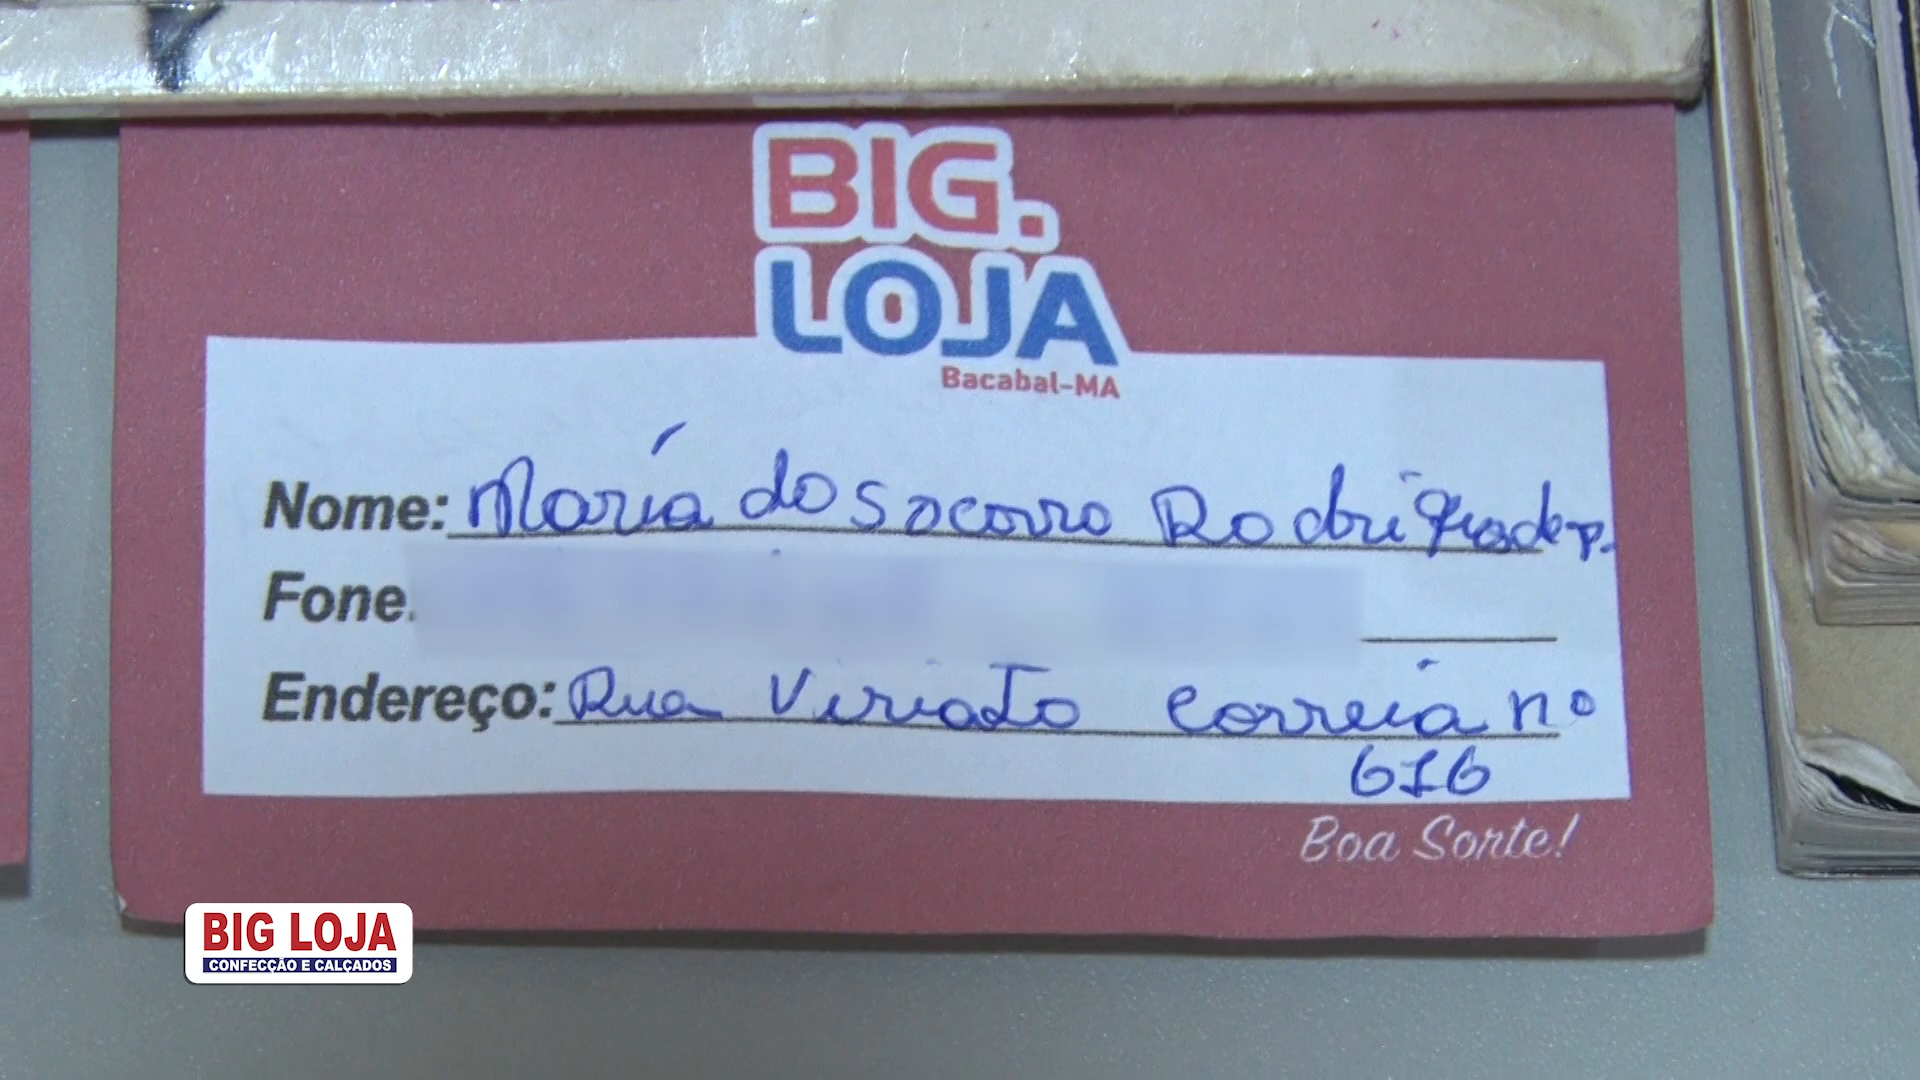 BIG.
LOJA
Bacabal-MA
Nome: Maria do Socorro
Fone
Endereço: Rua Viriato Correia nº
616
Boa Sorte!
BIG LOJA
CONFECÇÃO E CALÇADOS